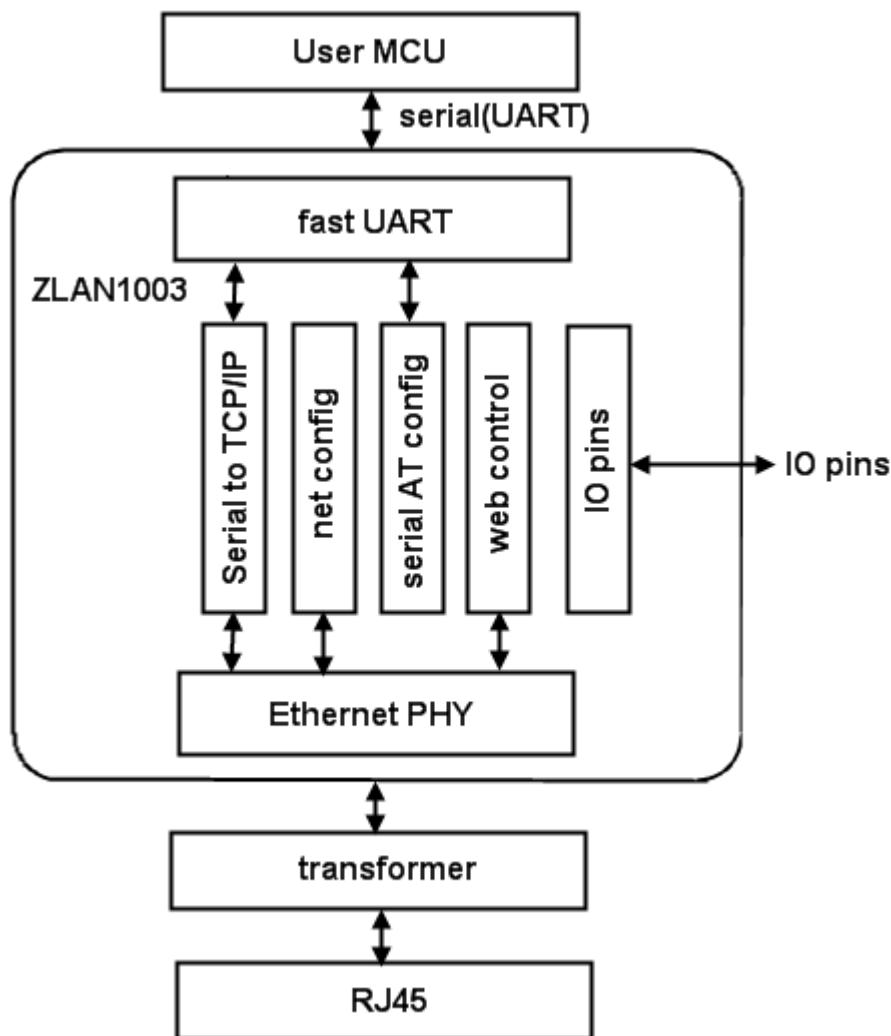 User MCU
serial(UART)
fast UART
ZLAN1003
Serial to TCP/IP
net config
serial AT config
web control
IO pins
IO pins
Ethernet PHY
transformer
RJ45